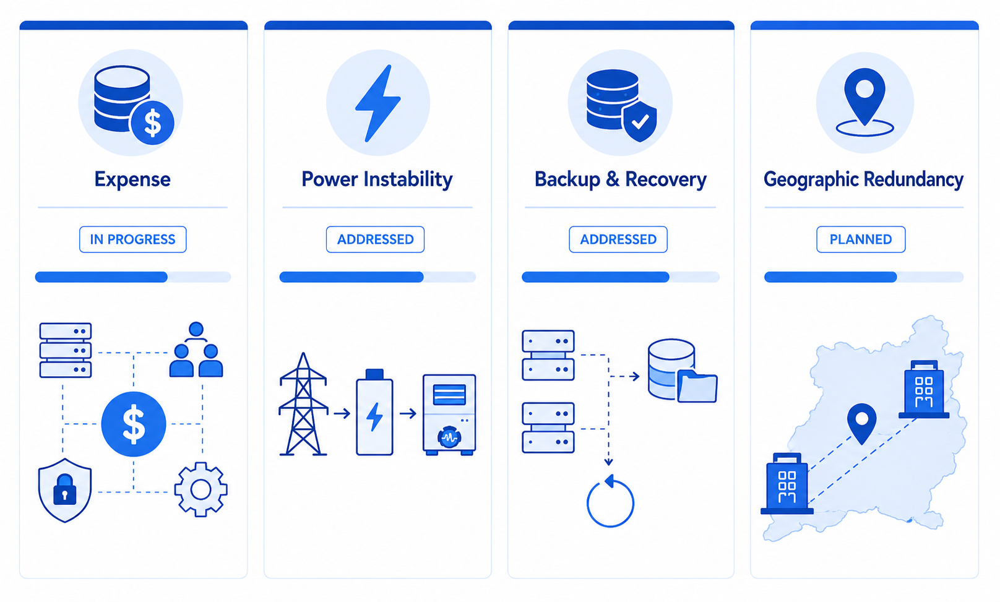 Expense
IN PROGRESS
$
Power Instability
ADDRESSED
Backup & Recovery
ADDRESSED
Geographic Redundancy
PLANNED